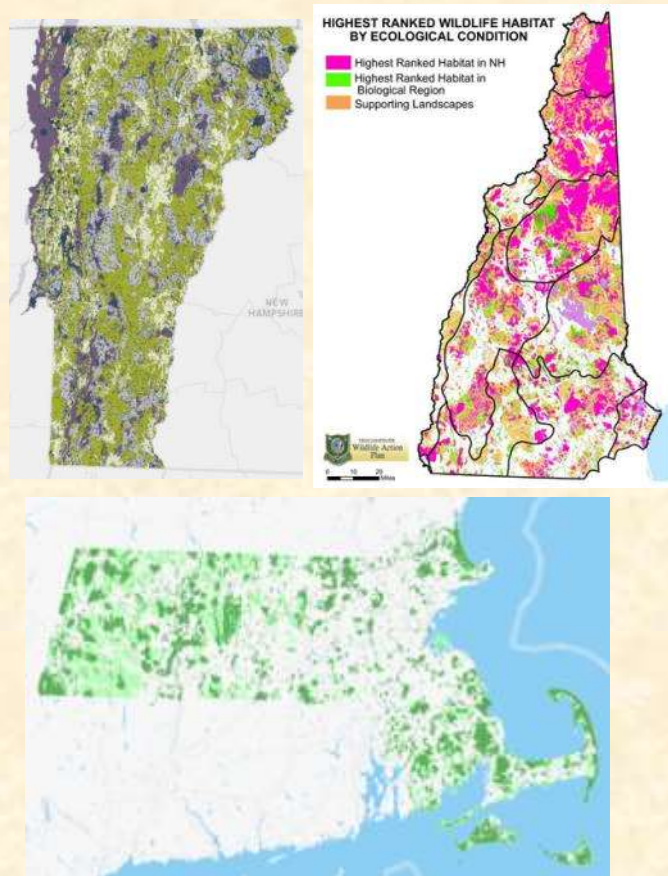 NEW
HAMPSHIRE
HIGHEST RANKED WILDLIFE HABITAT
BY ECOLOGICAL CONDITION
Highest Ranked Habitat in NH
Highest Ranked Habitat in
Biological Region
Supporting Landscapes
Wildlife Action
Plan
0 10 20
Miles